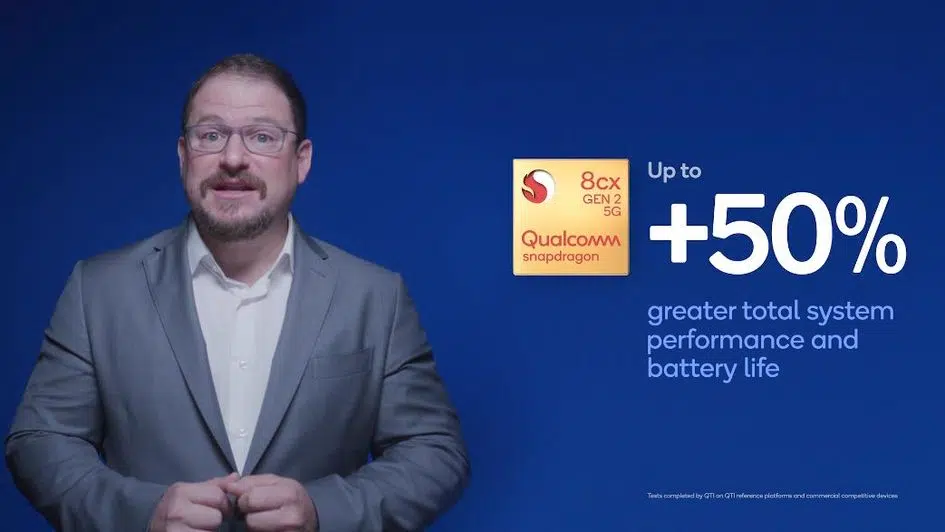 8cx
GEN 2
5G
Qualcomm
snapdragon
Up to
+50%
greater total system
performance and
battery life
Tests completed by QTI on QTI reference platforms and commercial competitive devices